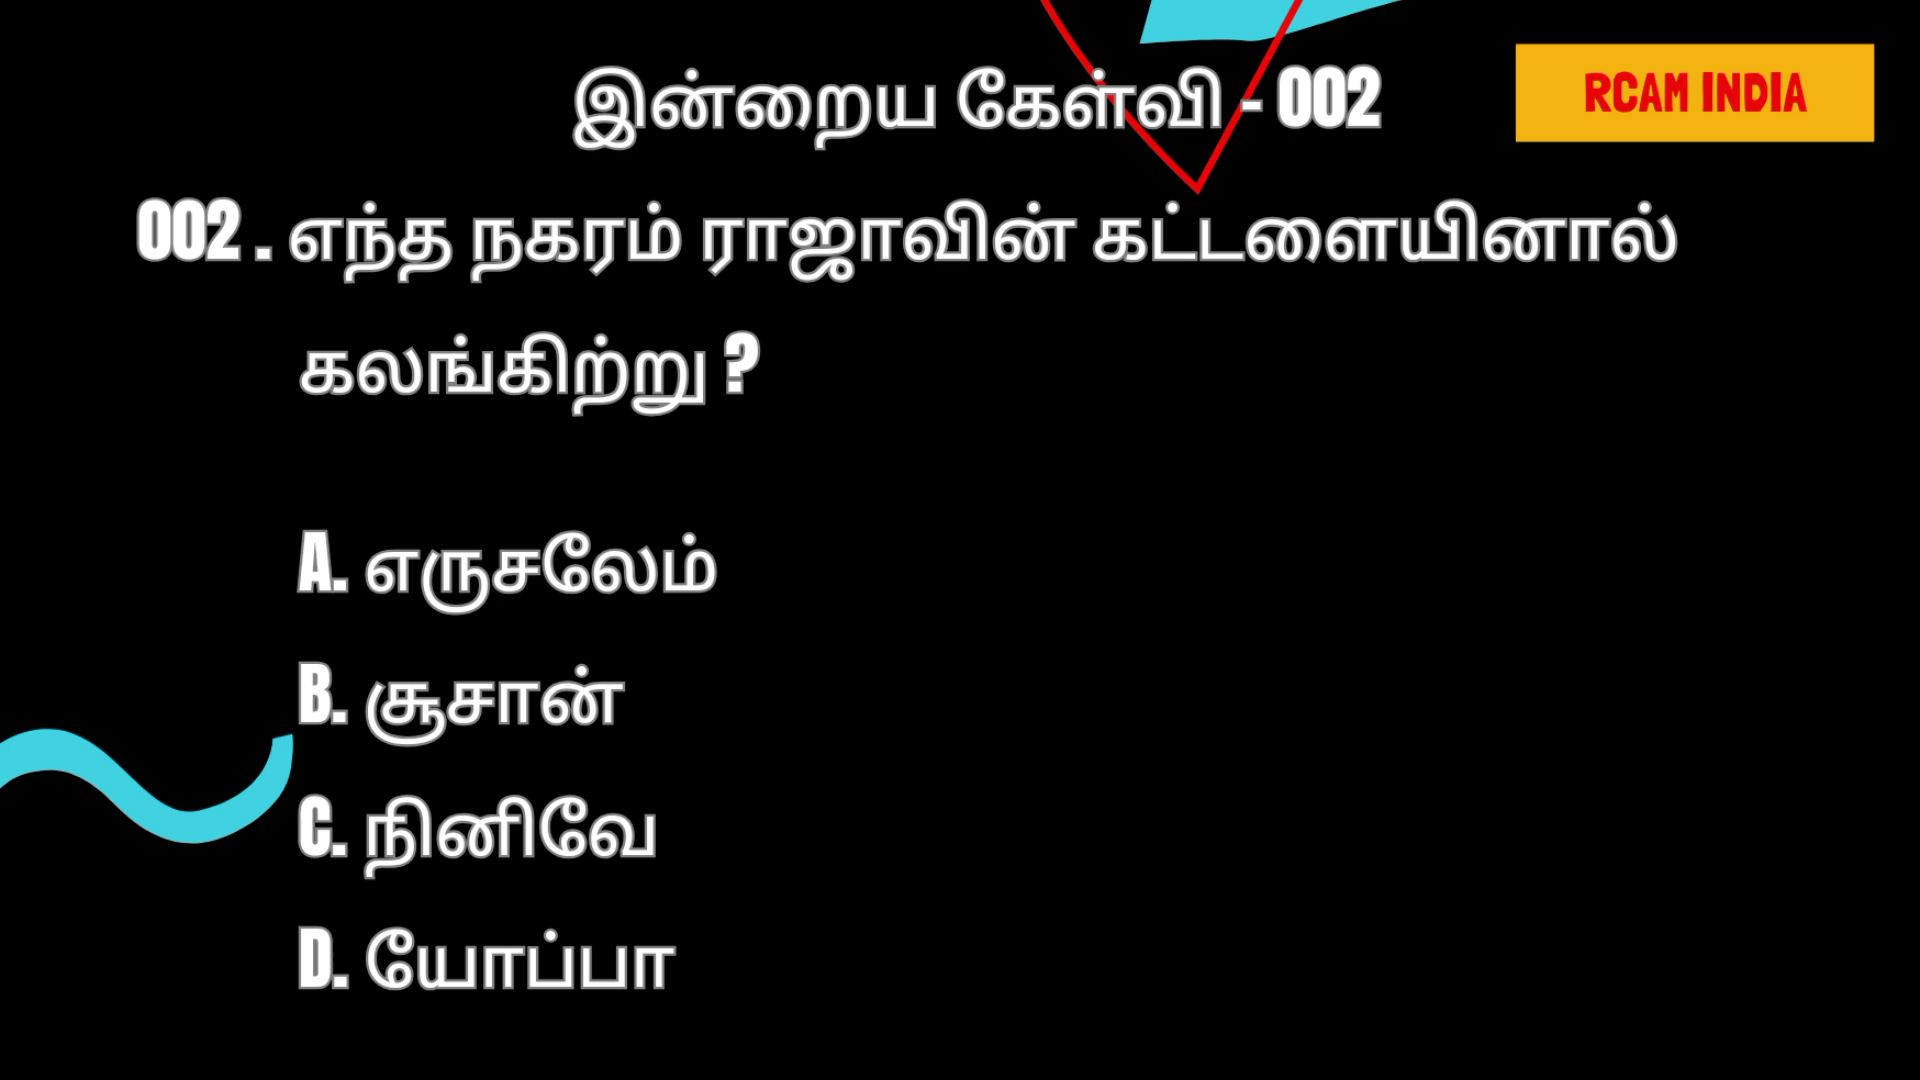 இன்றைய கேள்வி - 002
RCAM INDIA
002 . எந்த நகரம் ராஜாவின் கட்டளையினால்
கலங்கிற்று ?
A. எருசலேம்
B. சூசான்
C. நினிவே
D. யோப்பா